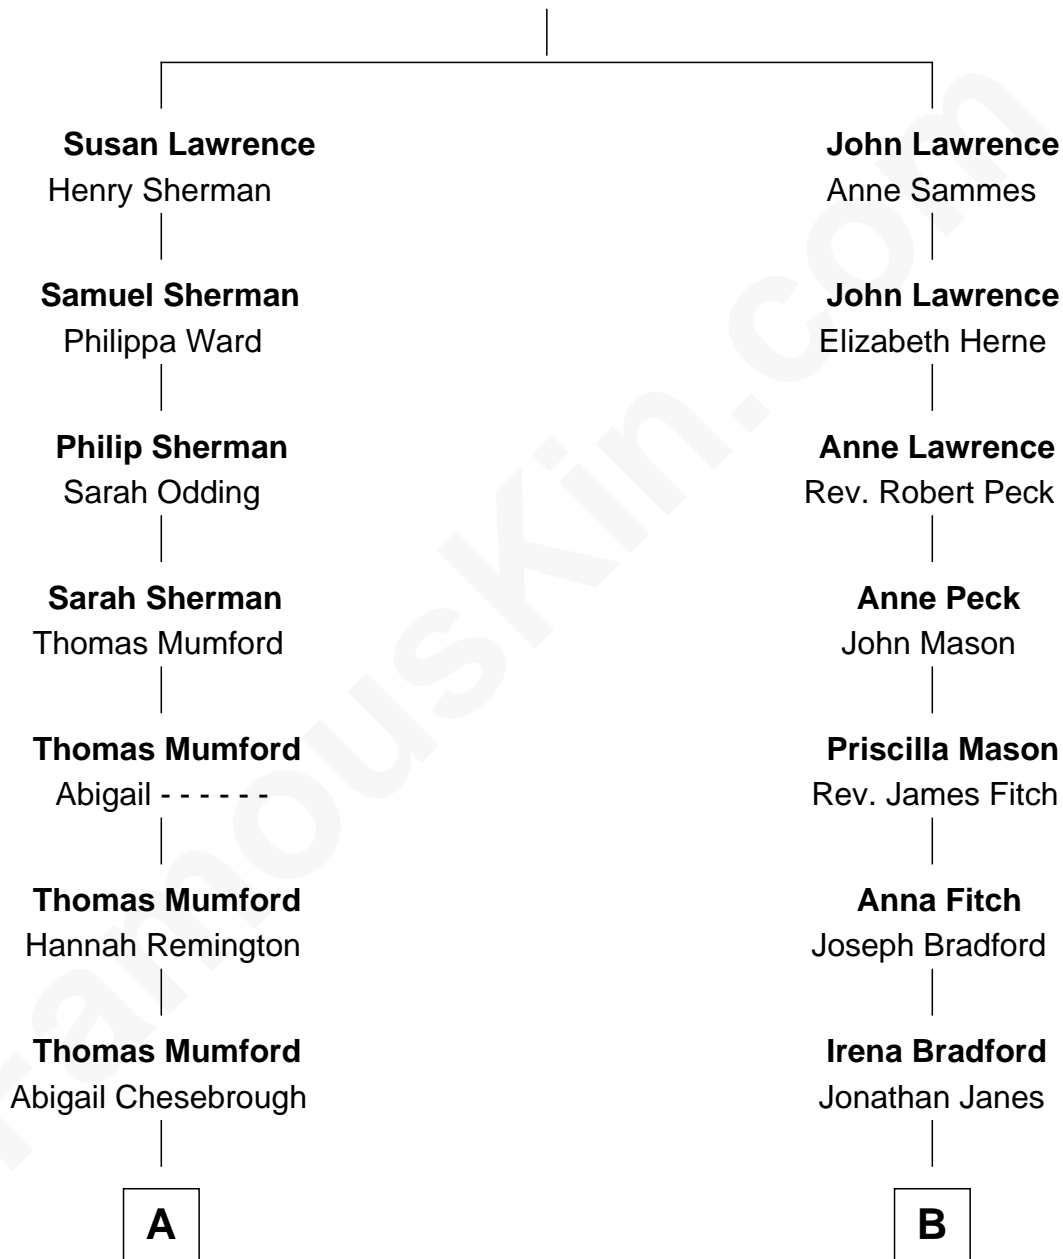 Susan Lawrence
Henry Sherman
Samuel Sherman
Philippa Ward
Philip Sherman
Sarah Odding
Sarah Sherman
Thomas Mumford
Thomas Mumford
Abigail - - - - - -
Thomas Mumford
Hannah Remington
Thomas Mumford
Abigail Chesebrough
A
John Lawrence
Anne Sammes
John Lawrence
Elizabeth Herne
Anne Lawrence
Rev. Robert Peck
Anne Peck
John Mason
Priscilla Mason
Rev. James Fitch
Anna Fitch
Joseph Bradford
Irena Bradford
Jonathan Janes
B
FamousKin.com